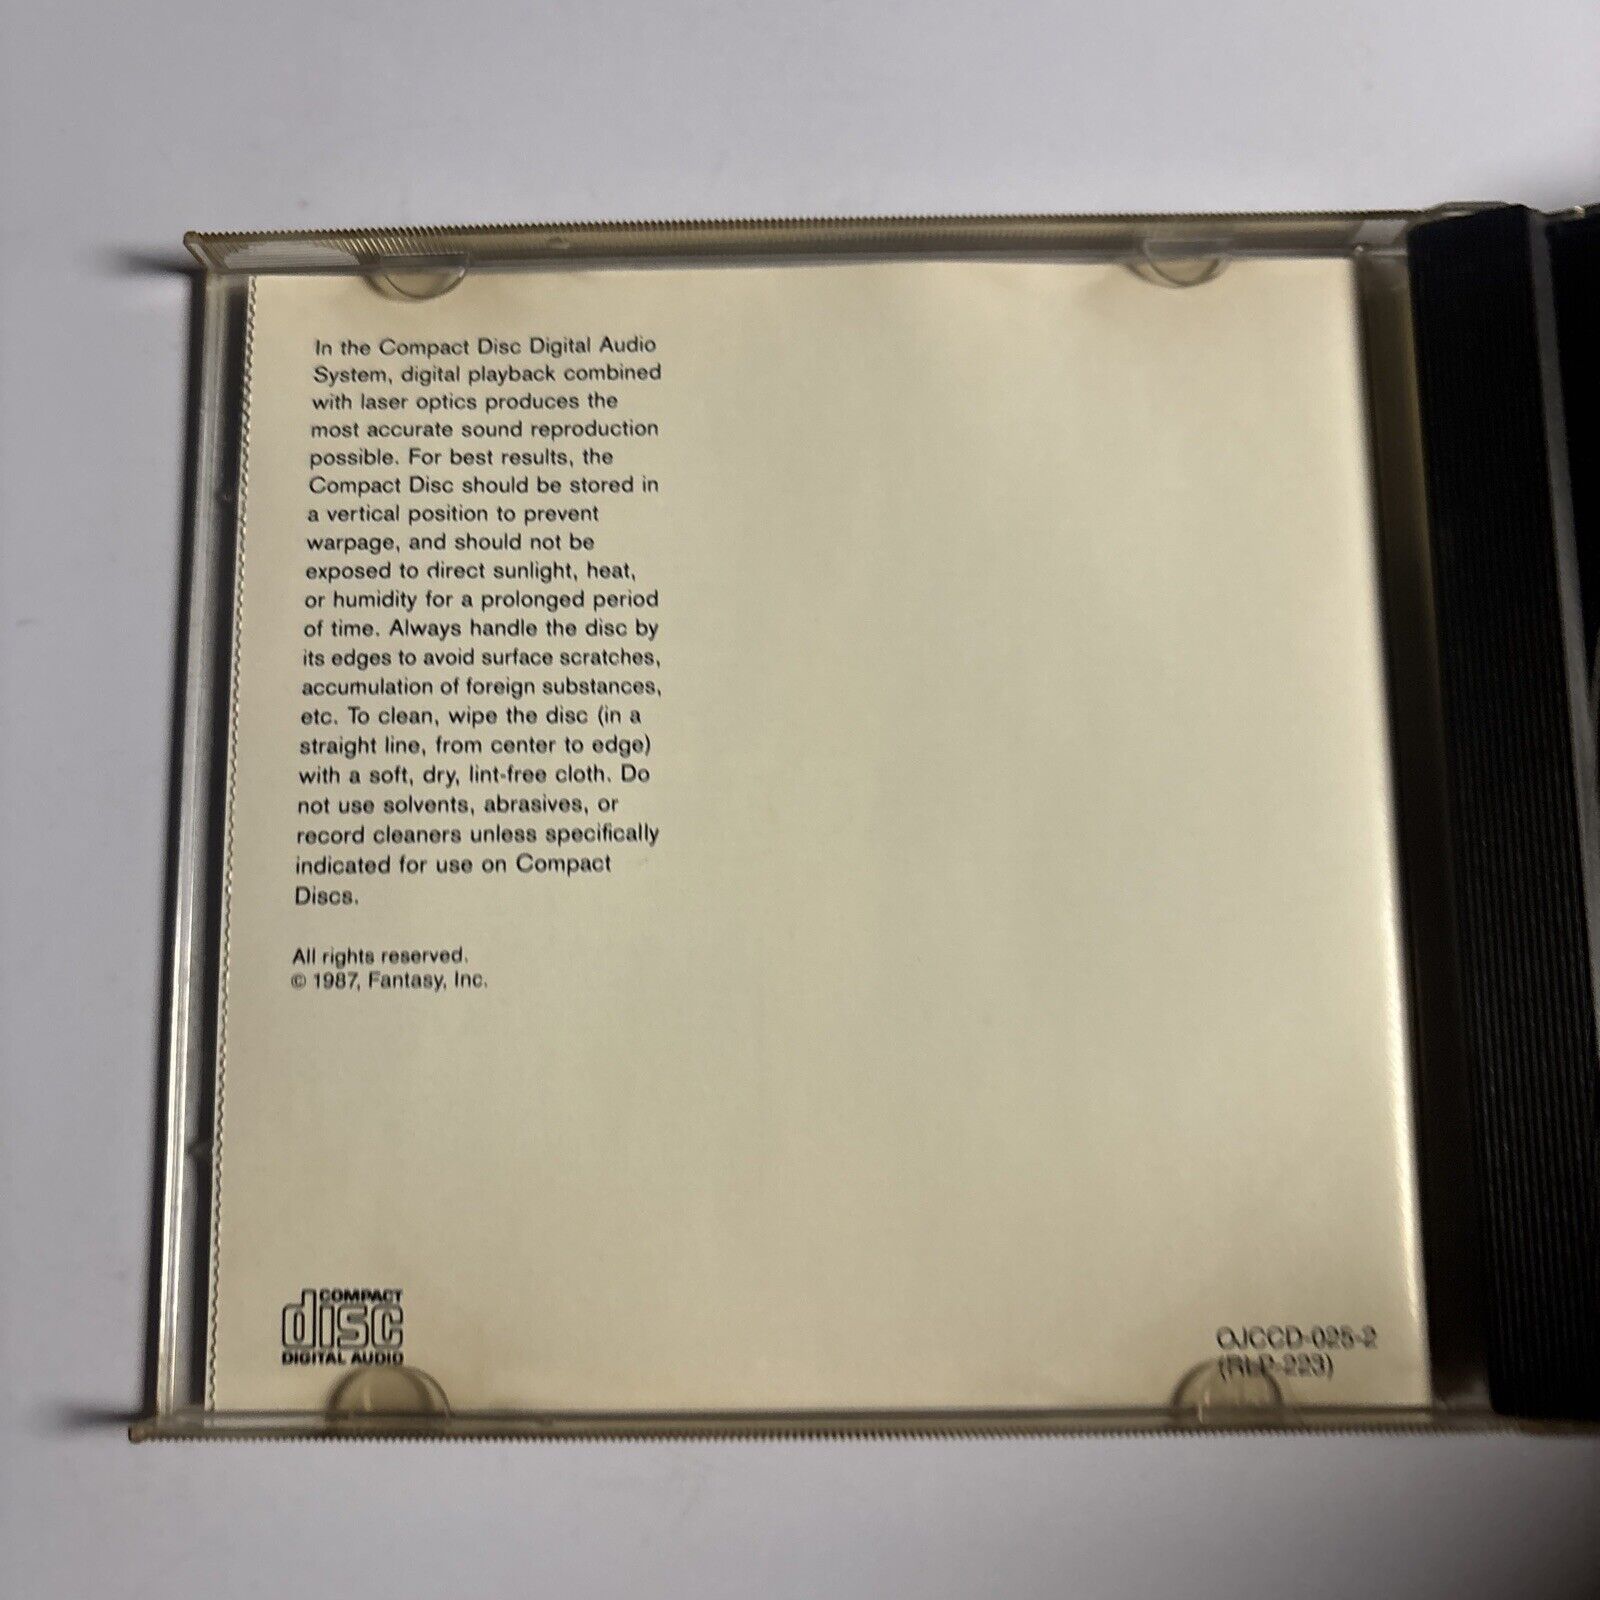 In the Compact Disc Digital Audio
System, digital playback combined
with laser optics produces the
most accurate sound reproduction
possible. For best results, the
Compact Disc should be stored in
a vertical position to prevent
warpage, and should not be
exposed to direct sunlight, heat,
or humidity for a prolonged period
of time. Always handle the disc by
its edges to avoid surface scratches,
accumulation of foreign substances,
etc. To clean, wipe the disc (in a
straight line, from center to edge)
with a soft, dry, lint-free cloth. Do
not use solvents, abrasives, or
record cleaners unless specifically
indicated for use on Compact
Discs.
All rights reserved.
© 1987, Fantasy, Inc.
COMPACT
disc
DIGITAL AUDIO
OJCCD-025-2
(RLP-223)